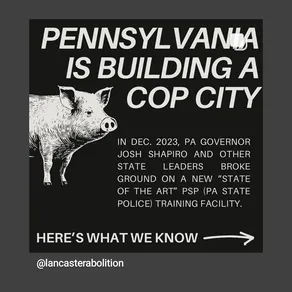 PENNSYLVANIA
IS BUILDING A
COP CITY
IN DEC. 2023, PA GOVERNOR
JOSH SHAPIRO AND OTHER
STATE LEADERS BROKE
GROUND ON A NEW "STATE
OF THE ART" PSP (PA STATE
POLICE) TRAINING FACILITY.
HERE'S WHAT WE KNOW
@lancasterabolition